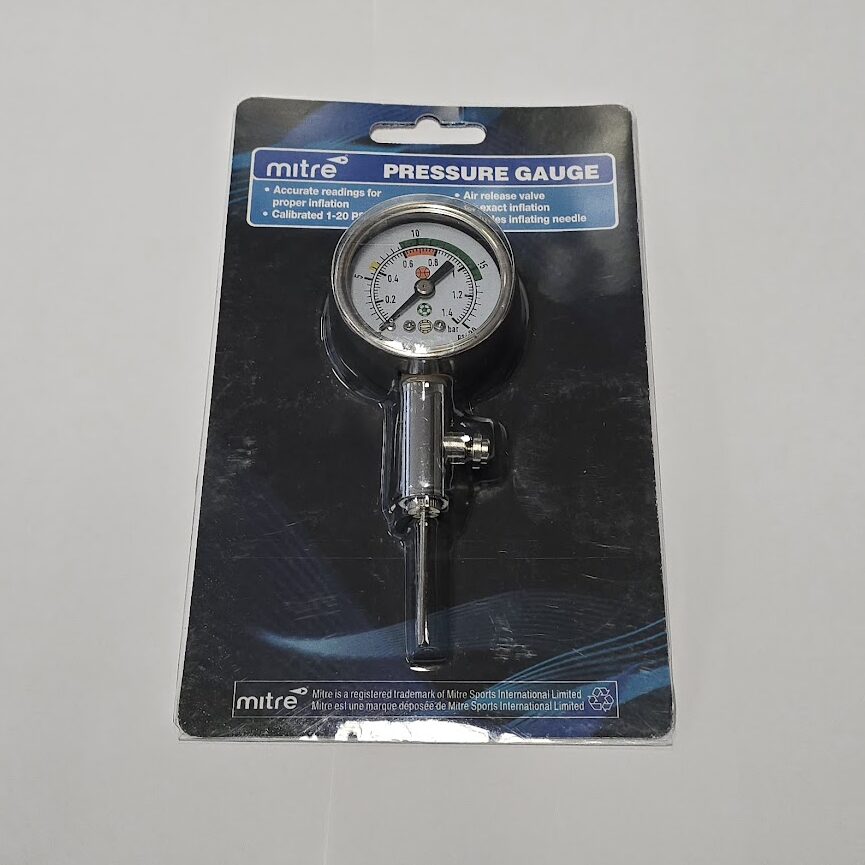 mitre PRESSURE GAUGE
• Accurate readings for
proper inflation
• Calibrated 1-20
• Air release valve
exact inflation
inflating needle
10
15
0.6 0.8
0.4
0.2
1.2
1.4
bar
mitre
Mitre is a registered trademark of Mitre Sports International Limited
Mitre est une marque déposée de Mitre Sports International Limited